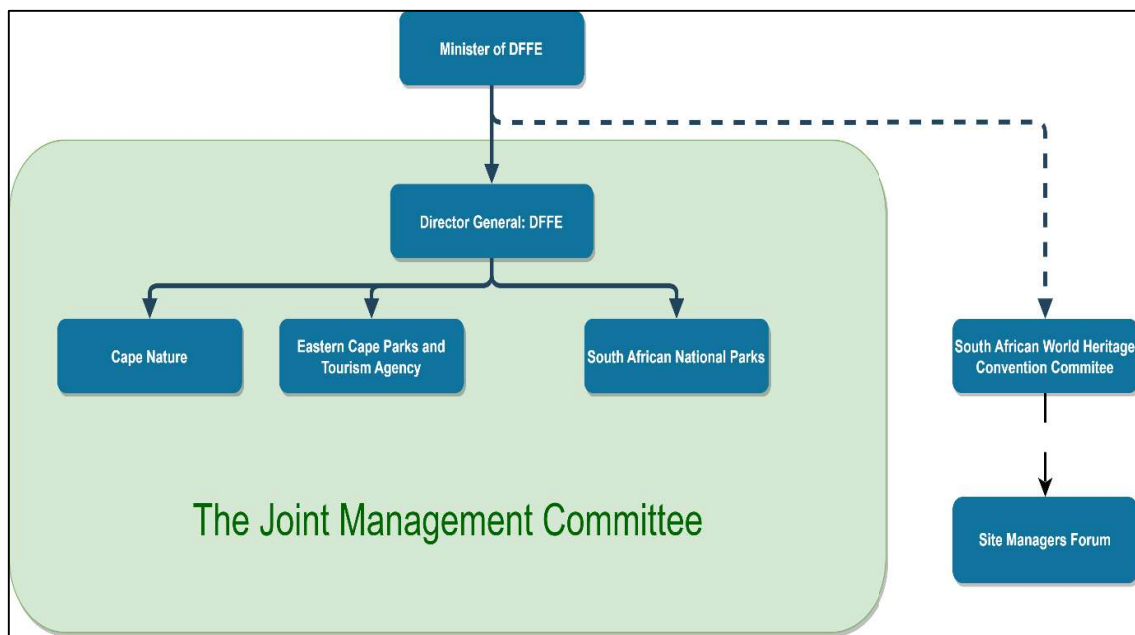 Minister of DFFE
Director General: DFFE
Cape Nature
Eastern Cape Parks and
Tourism Agency
South African National Parks
South African World Heritage
Convention Commitee
The Joint Management Committee
Site Managers Forum